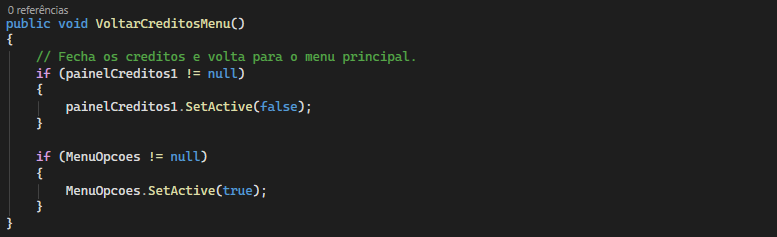 0 referências
public void VoltarCreditosMenu()
{
    // Fecha os creditos e volta para o menu principal.
    if (painelCreditos1 != null)
    {
        painelCreditos1.SetActive(false);
    }

    if (MenuOpcoes != null)
    {
        MenuOpcoes.SetActive(true);
    }
}